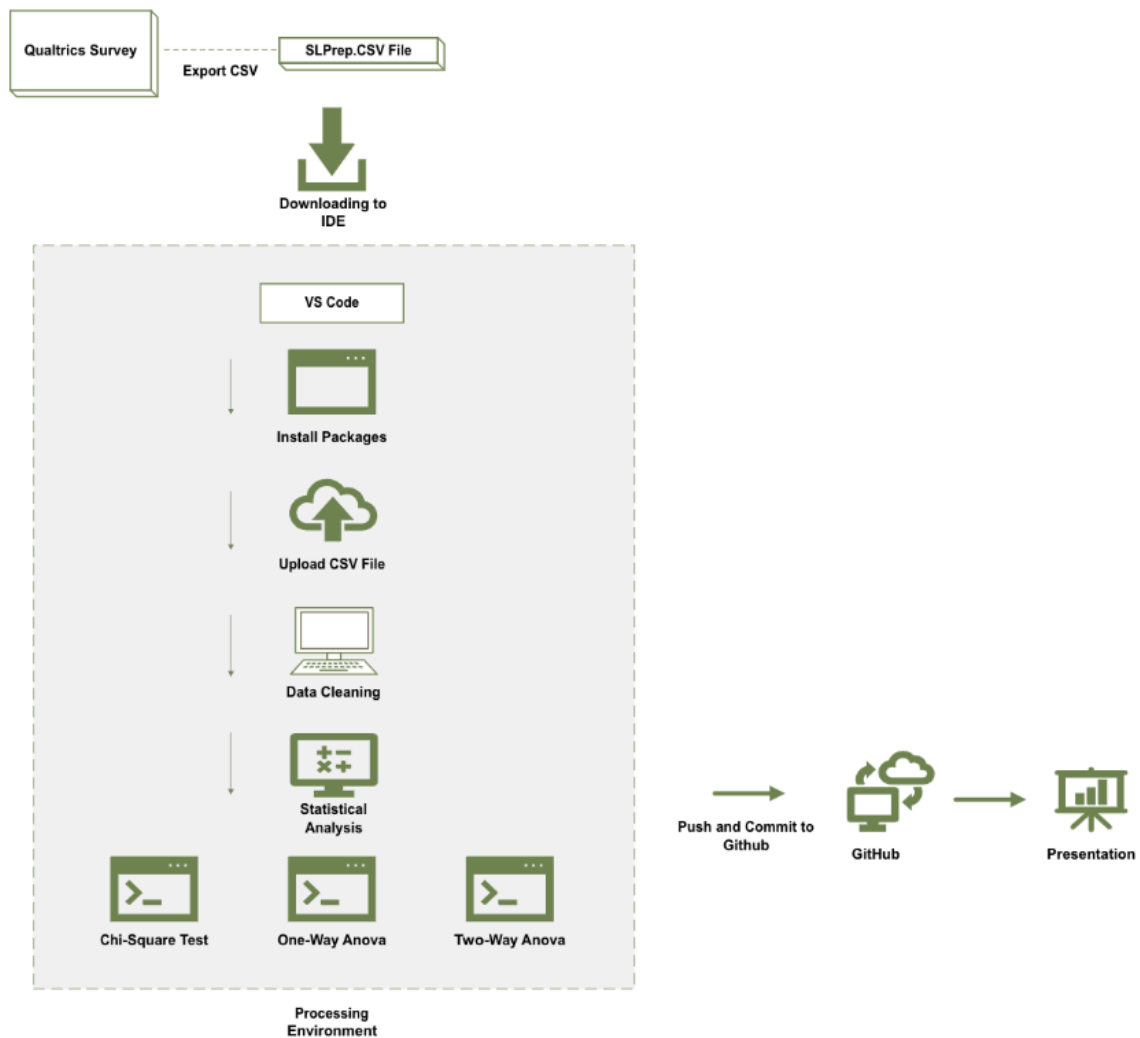 Qualtrics Survey
SLPrep.CSV File
Export CSV
Downloading to
IDE
VS Code
Install Packages
Upload CSV File
Data Cleaning
Statistical
Analysis
Chi-Square Test
One-Way Anova
Two-Way Anova
Processing
Environment
Push and Commit to
Github
GitHub
Presentation